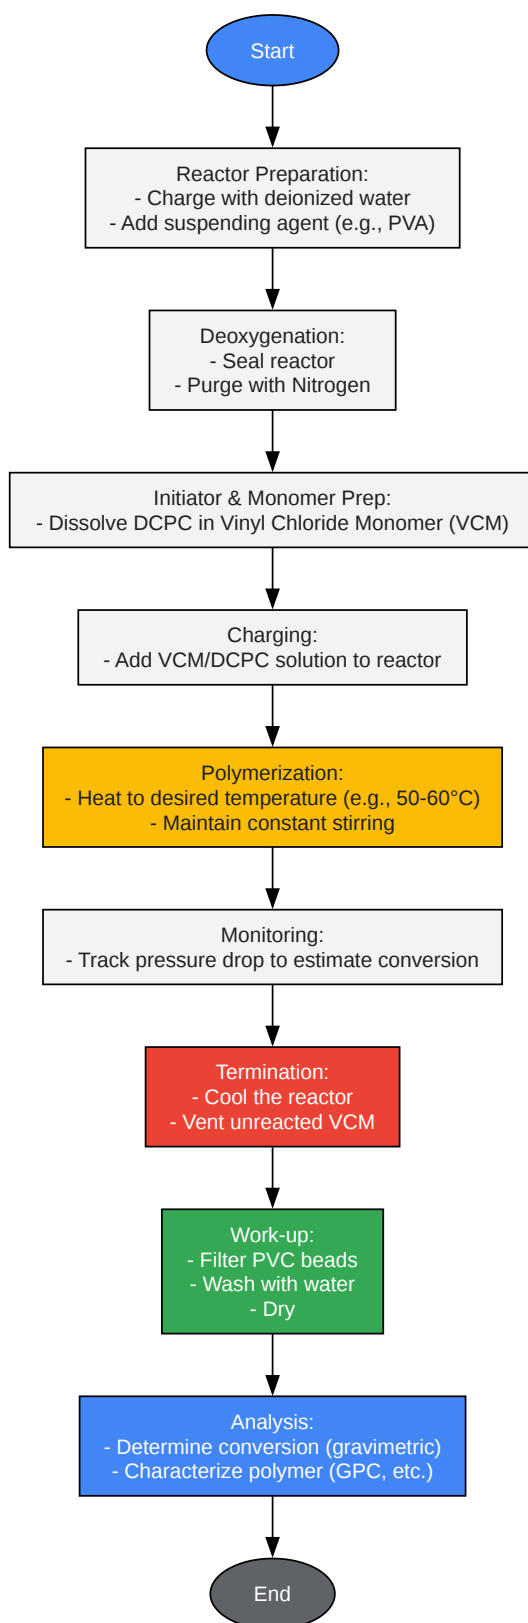 Start
Reactor Preparation:
- Charge with deionized water
- Add suspending agent (e.g., PVA)
Deoxygenation:
- Seal reactor
- Purge with Nitrogen
Initiator & Monomer Prep:
- Dissolve DCPC in Vinyl Chloride Monomer (VCM)
Charging:
- Add VCM/DCPC solution to reactor
Polymerization:
- Heat to desired temperature (e.g., 50-60°C)
- Maintain constant stirring
Monitoring:
- Track pressure drop to estimate conversion
Termination:
- Cool the reactor
- Vent unreacted VCM
Work-up:
- Filter PVC beads
- Wash with water
- Dry
Analysis:
- Determine conversion (gravimetric)
- Characterize polymer (GPC, etc.)
End